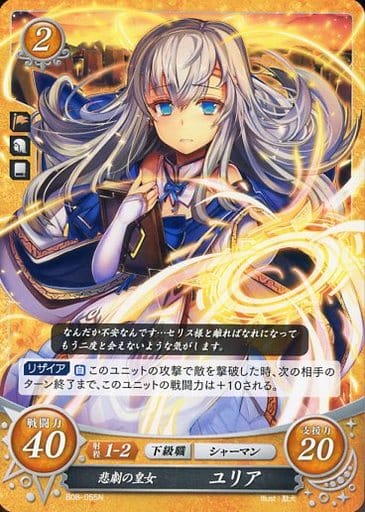 2
なんだか不安なんです…セリス様と離ればなれになって
もう二度と会えないような気がします。
リザイア 自 このユニットの攻撃で敵を撃破した時、次の相手の
ターン終了まで、このユニットの戦闘力は+10される。
戦闘力
40
射程 1-2
下級職
シャーマン
支援力
20
悲劇の皇女 ユリア
B08-055N
Illust：駄犬